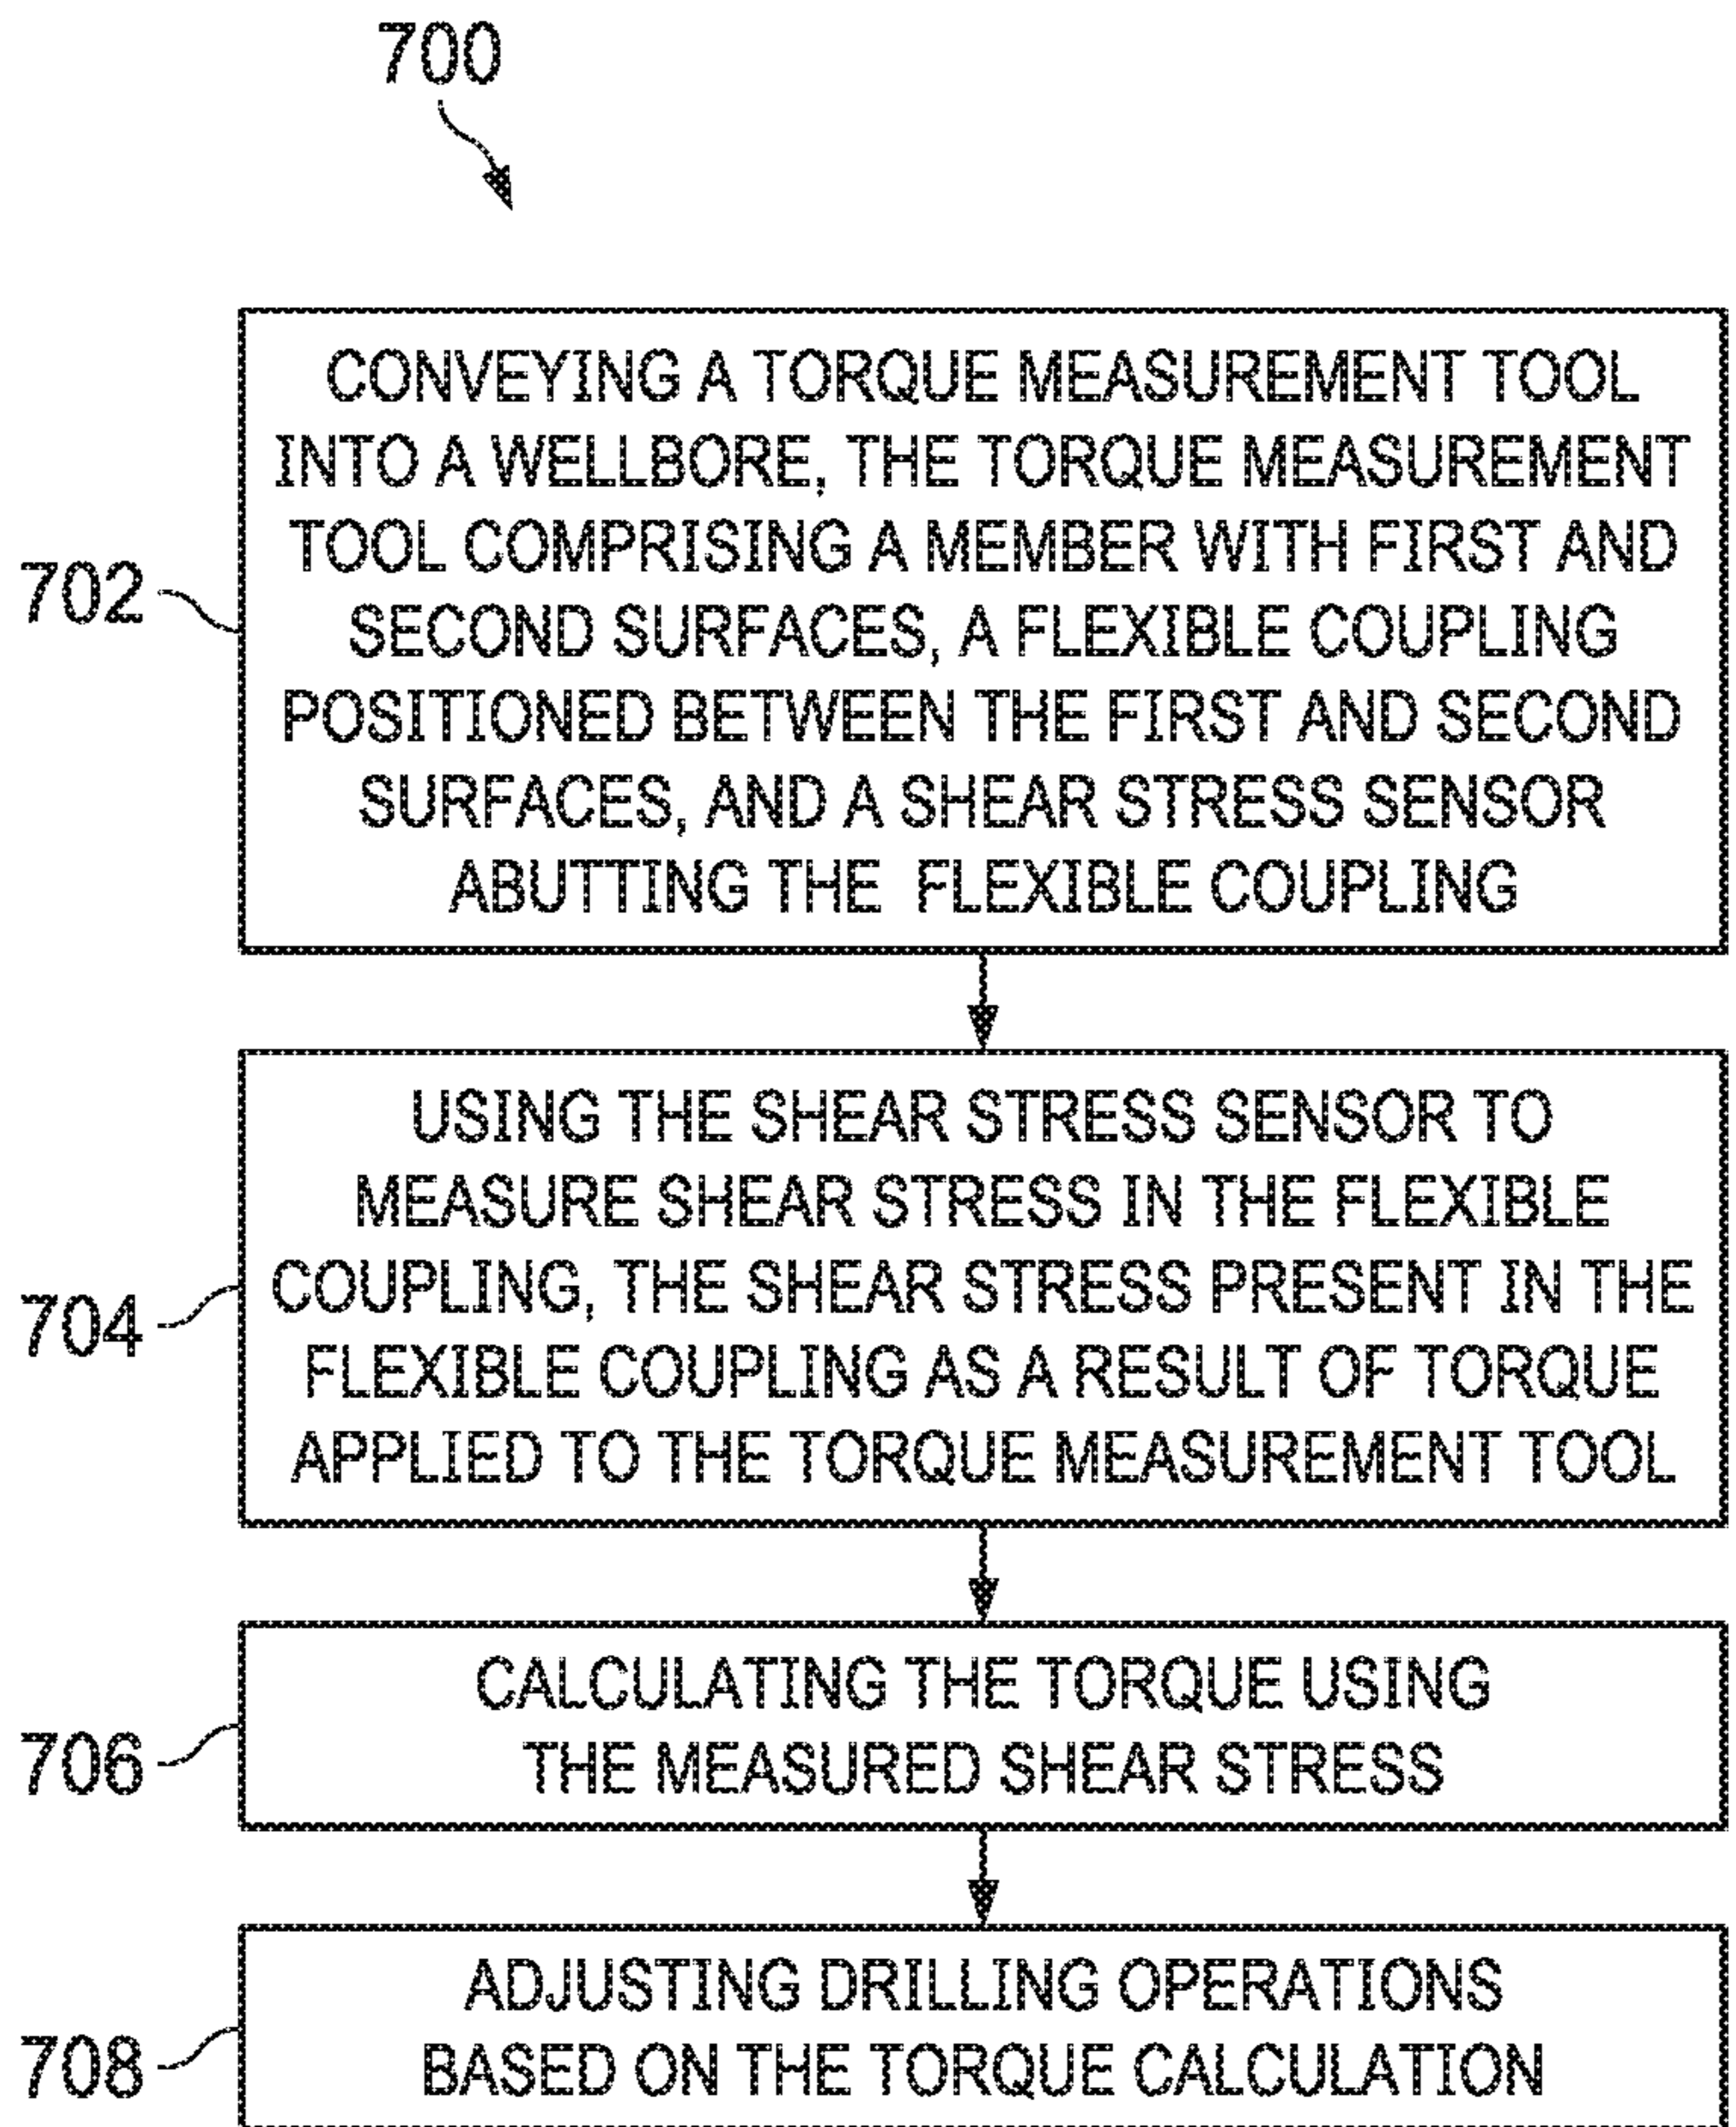 700
CONVEYING A TORQUE MEASUREMENT TOOL
INTO A WELLBORE, THE TORQUE MEASUREMENT
TOOL COMPRISING A MEMBER WITH FIRST AND
SECOND SURFACES, A FLEXIBLE COUPLING
POSITIONED BETWEEN THE FIRST AND SECOND
SURFACES, AND A SHEAR STRESS SENSOR
ABUTTING THE FLEXIBLE COUPLING
702
USING THE SHEAR STRESS SENSOR TO
MEASURE SHEAR STRESS IN THE FLEXIBLE
COUPLING, THE SHEAR STRESS PRESENT IN THE
FLEXIBLE COUPLING AS A RESULT OF TORQUE
APPLIED TO THE TORQUE MEASUREMENT TOOL
704
CALCULATING THE TORQUE USING
THE MEASURED SHEAR STRESS
706
ADJUSTING DRILLING OPERATIONS
BASED ON THE TORQUE CALCULATION
708